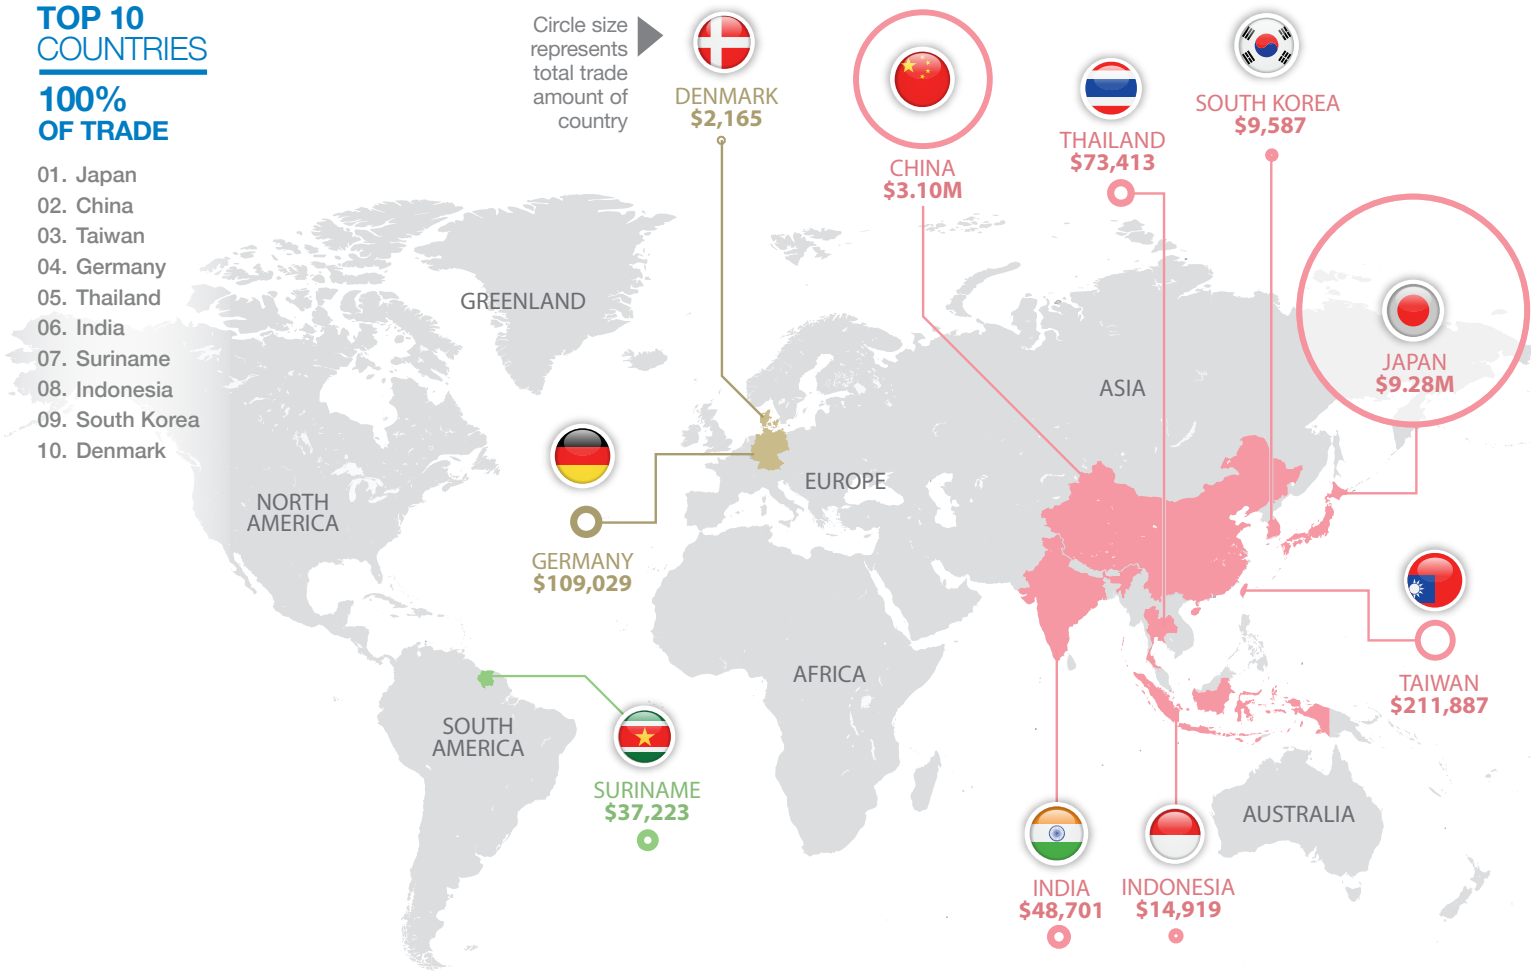 TOP 10
COUNTRIES
100%
OF TRADE
01. Japan
02. China
03. Taiwan
04. Germany
05. Thailand
06. India
07. Suriname
08. Indonesia
09. South Korea
10. Denmark
Circle size
represents
total trade
amount of
country
DENMARK
$2,165
CHINA
$3.10M
THAILAND
$73,413
SOUTH KOREA
$9,587
JAPAN
$9.28M
GREENLAND
ASIA
EUROPE
NORTH
AMERICA
GERMANY
$109,029
TAIWAN
$211,887
AFRICA
SOUTH
AMERICA
SURINAME
$37,223
AUSTRALIA
INDIA
$48,701
INDONESIA
$14,919